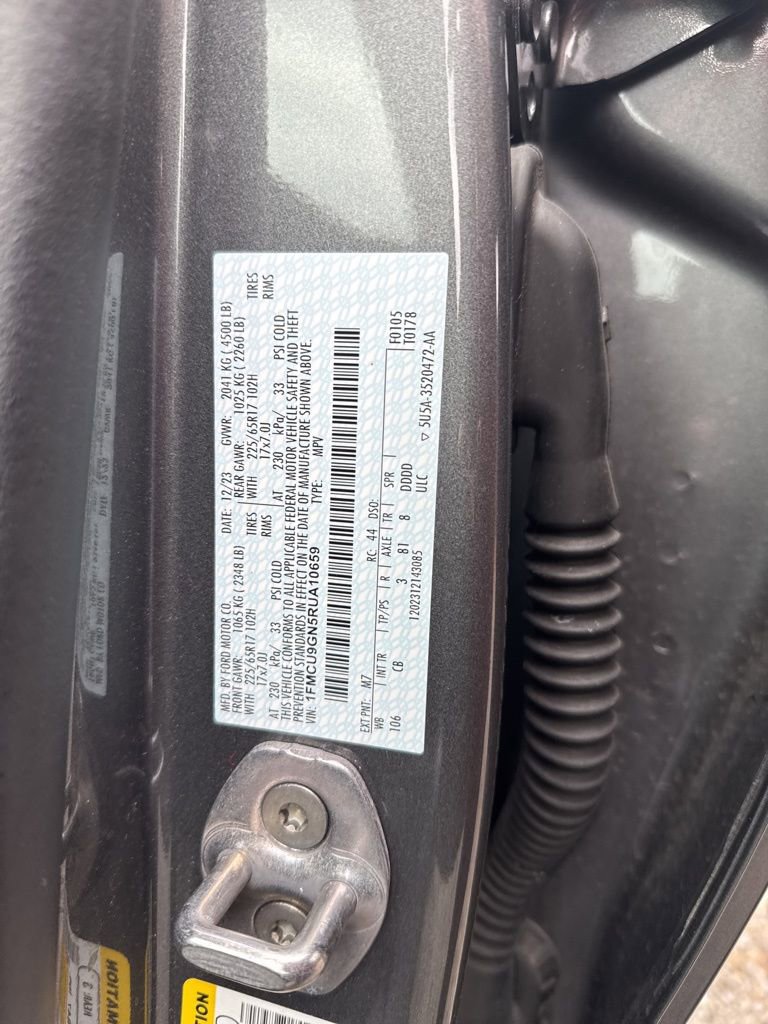 MFD. BY FORD MOTOR CO. DATE: 12/23 GVWR: 2041 KG ( 4500 LB)
FRONT GAWR: 1065 KG ( 2348 LB) REAR GAWR: 1025 KG ( 2260 LB)
WITH 225/65R17 102H TIRES WITH 225/65R17 102H TIRES
17x7.0J RIMS 17x7.0J RIMS
AT 230 kPa/ 33 PSI COLD AT 230 kPa/ 33 PSI COLD
THIS VEHICLE CONFORMS TO ALL APPLICABLE FEDERAL MOTOR VEHICLE SAFETY AND THEFT
PREVENTION STANDARDS IN EFFECT ON THE DATE OF MANUFACTURE SHOWN ABOVE.
VIN: 1FMCU9GN5RUA10659 TYPE: MPV
EXT PNT: M7 RC: 44 DSO: F0105
WB INT TR TP/PS R AXLE TR SPR T0178
106 CB 3 81 8 DDDD
1202312143085 ULC ▽ 5U5A-3520472-AA